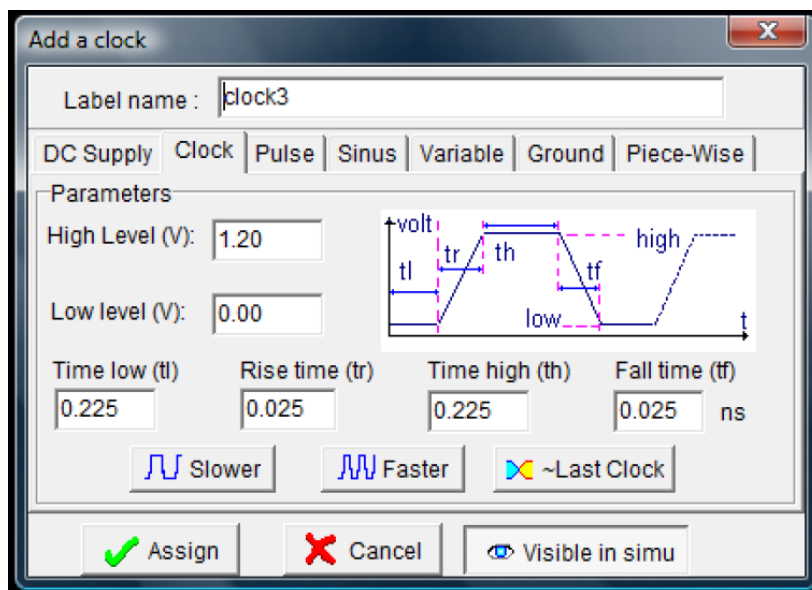 Add a clock
x
Label name : clock3
DC Supply Clock Pulse Sinus Variable Ground Piece-Wise
Parameters
High Level (V): 1.20
volt
high
tr th
tl tf
Low level (V): 0.00
low
t
Time low (tl) Rise time (tr) Time high (th) Fall time (tf)
0.225 0.025 0.225 0.025 ns
Slower Faster ~Last Clock
Assign Cancel Visible in simu